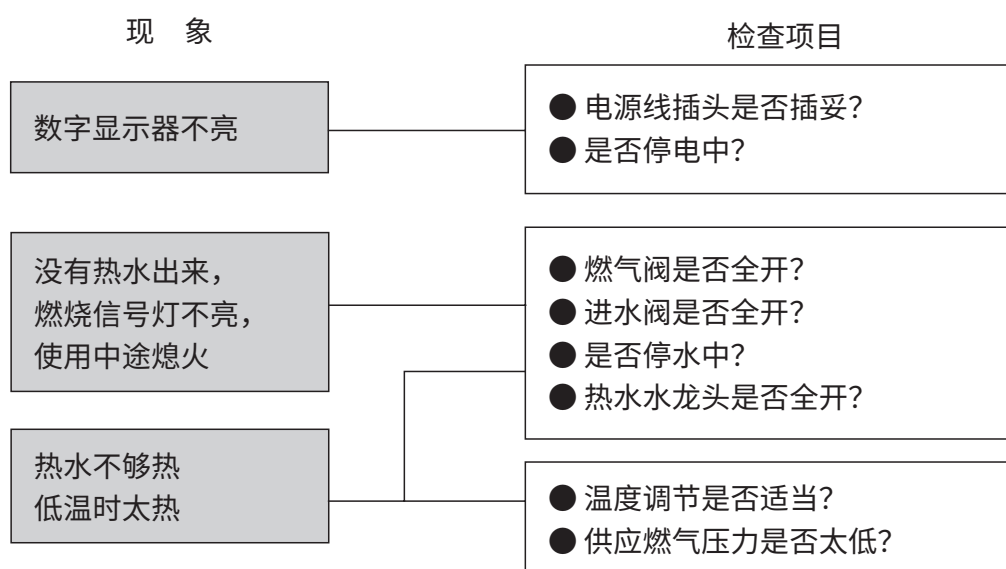 现 象
检查项目
数字显示器不亮
● 电源线插头是否插妥？
● 是否停电中？
没有热水出来，
燃烧信号灯不亮，
使用中途熄火
● 燃气阀是否全开？
● 进水阀是否全开？
● 是否停水中？
● 热水水龙头是否全开？
热水不够热
低温时太热
● 温度调节是否适当？
● 供应燃气压力是否太低？